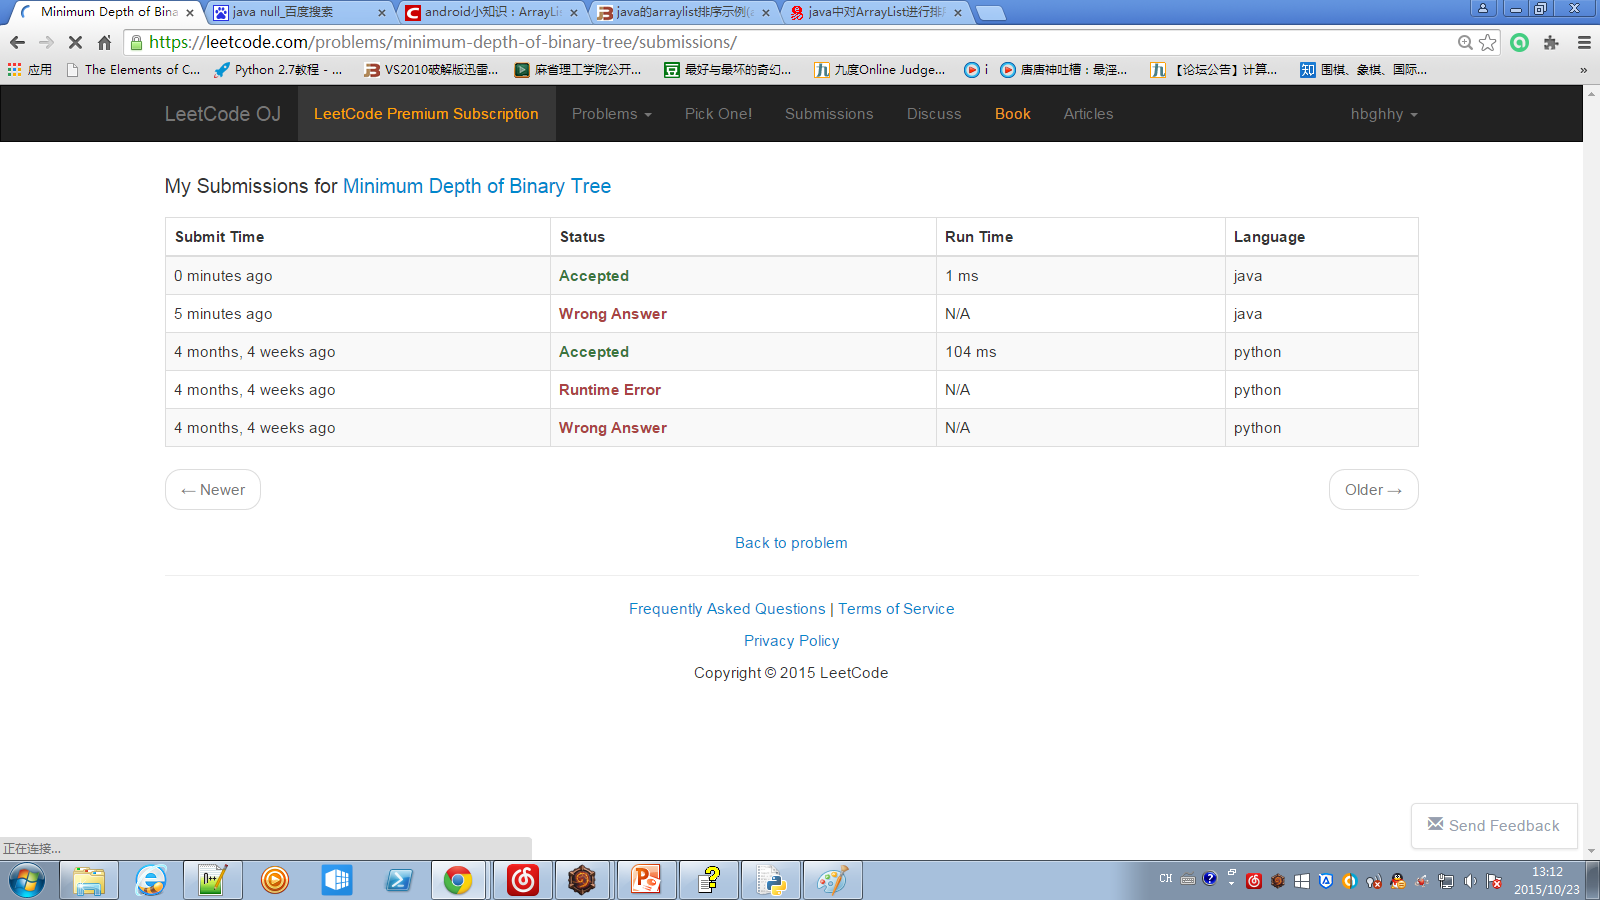 Minimum Depth of Bina
java null_百度搜索
android小知识：ArrayLis
java的arraylist排序示例(a
java中对ArrayList进行排序
https://leetcode.com/problems/minimum-depth-of-binary-tree/submissions/
应用
The Elements of C...
Python 2.7教程 - ...
VS2010破解版迅雷...
麻省理工学院公开...
最好与最坏的奇幻...
九度Online Judge...
i
唐唐神吐槽：最淫...
【论坛公告】计算...
围棋、象棋、国际...
»
LeetCode OJ
LeetCode Premium Subscription
Problems
Pick One!
Submissions
Discuss
Book
Articles
hbghhy
My Submissions for Minimum Depth of Binary Tree
Submit Time Status Run Time Language
0 minutes ago Accepted 1 ms java
5 minutes ago Wrong Answer N/A java
4 months, 4 weeks ago Accepted 104 ms python
4 months, 4 weeks ago Runtime Error N/A python
4 months, 4 weeks ago Wrong Answer N/A python
← Newer
Older →
Back to problem
Frequently Asked Questions | Terms of Service
Privacy Policy
Copyright © 2015 LeetCode
Send Feedback
正在连接...
CH
13:12
2015/10/23